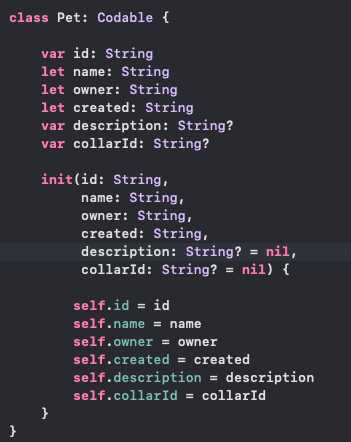 class Pet: Codable {
    var id: String
    let name: String
    let owner: String
    let created: String
    var description: String?
    var collarId: String?
    init(id: String,
         name: String,
         owner: String,
         created: String,
         description: String? = nil,
         collarId: String? = nil) {
        self.id = id
        self.name = name
        self.owner = owner
        self.created = created
        self.description = description
        self.collarId = collarId
    }
}